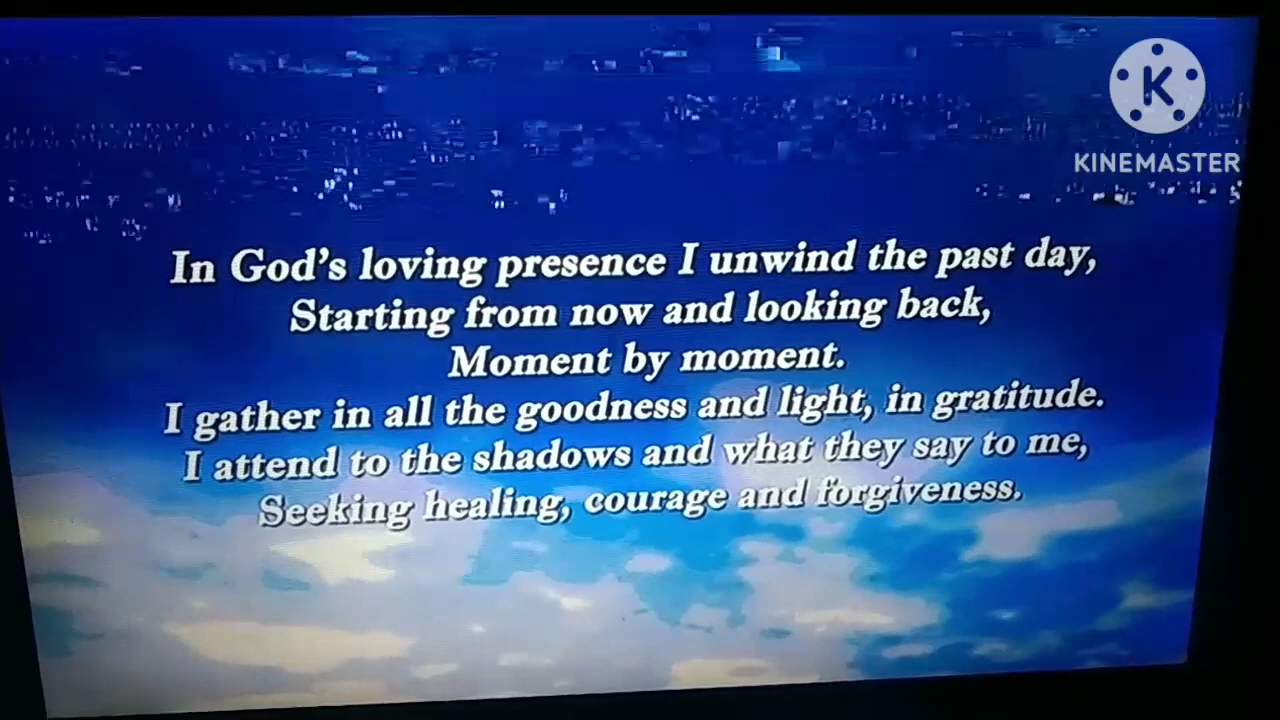 K
KINEMASTER
In God's loving presence I unwind the past day,
Starting from now and looking back,
Moment by moment.
I gather in all the goodness and light, in gratitude.
I attend to the shadows and what they say to me,
Seeking healing, courage and forgiveness.